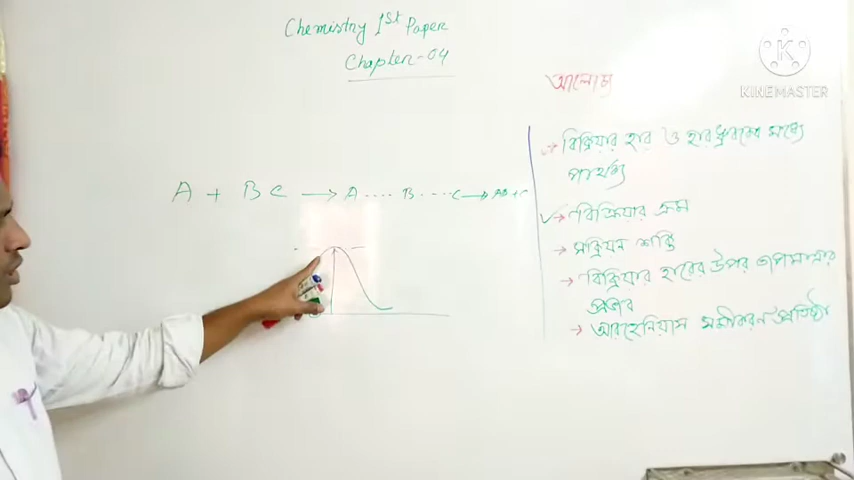 Chemistry 1st Paper
Chapter-04
আলোচ্য
KINEMASTER
→ বিক্রিয়ার হার ও হার ধ্রুবকের মধ্যে
পার্থক্য
A + BC → A .... B .... C → AB + C
→ বিক্রিয়ার ক্রম
→ সক্রিয়ন শক্তি
→ বিক্রিয়ার হারের উপর তাপমাত্রার
প্রভাব
→ আরহেনিয়াস সমীকরণ প্রতিষ্ঠা